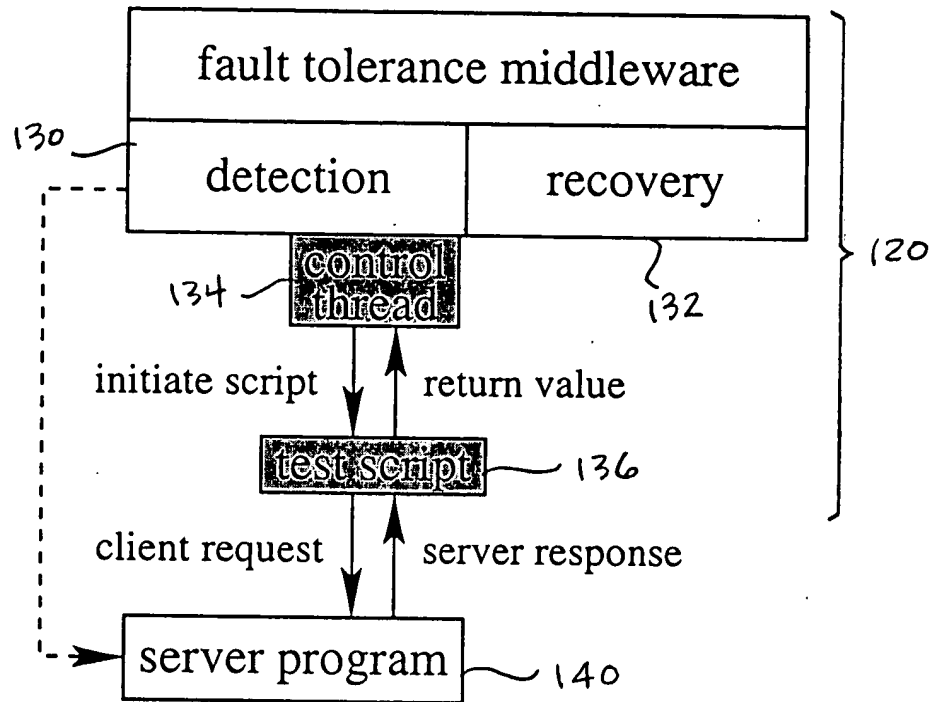 fault tolerance middleware
130
detection
recovery
120
134
control
thread
132
initiate script
return value
test script
136
client request
server response
server program
140